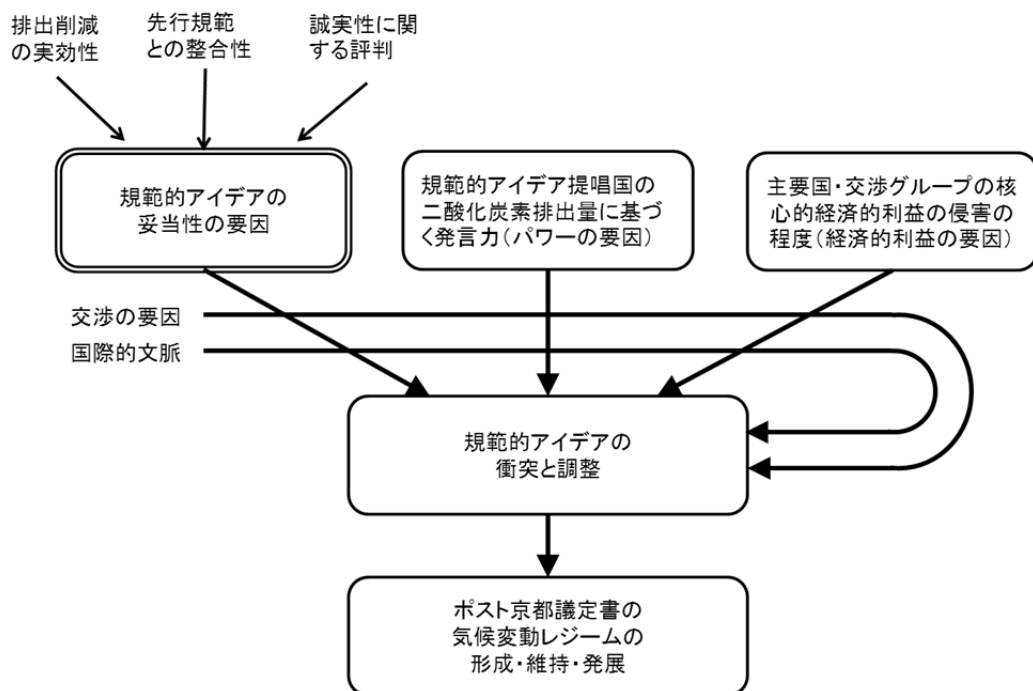 排出削減
の実効性
先行規範
との整合性
誠実性に関
する評判
規範的アイデアの
妥当性の要因
規範的アイデア提唱国の
二酸化炭素排出量に基づ
く発言力（パワーの要因）
主要国・交渉グループの核
心的経済的利益の侵害の
程度（経済的利益の要因）
交渉の要因
国際的文脈
規範的アイデアの
衝突と調整
ポスト京都議定書の
気候変動レジームの
形成・維持・発展